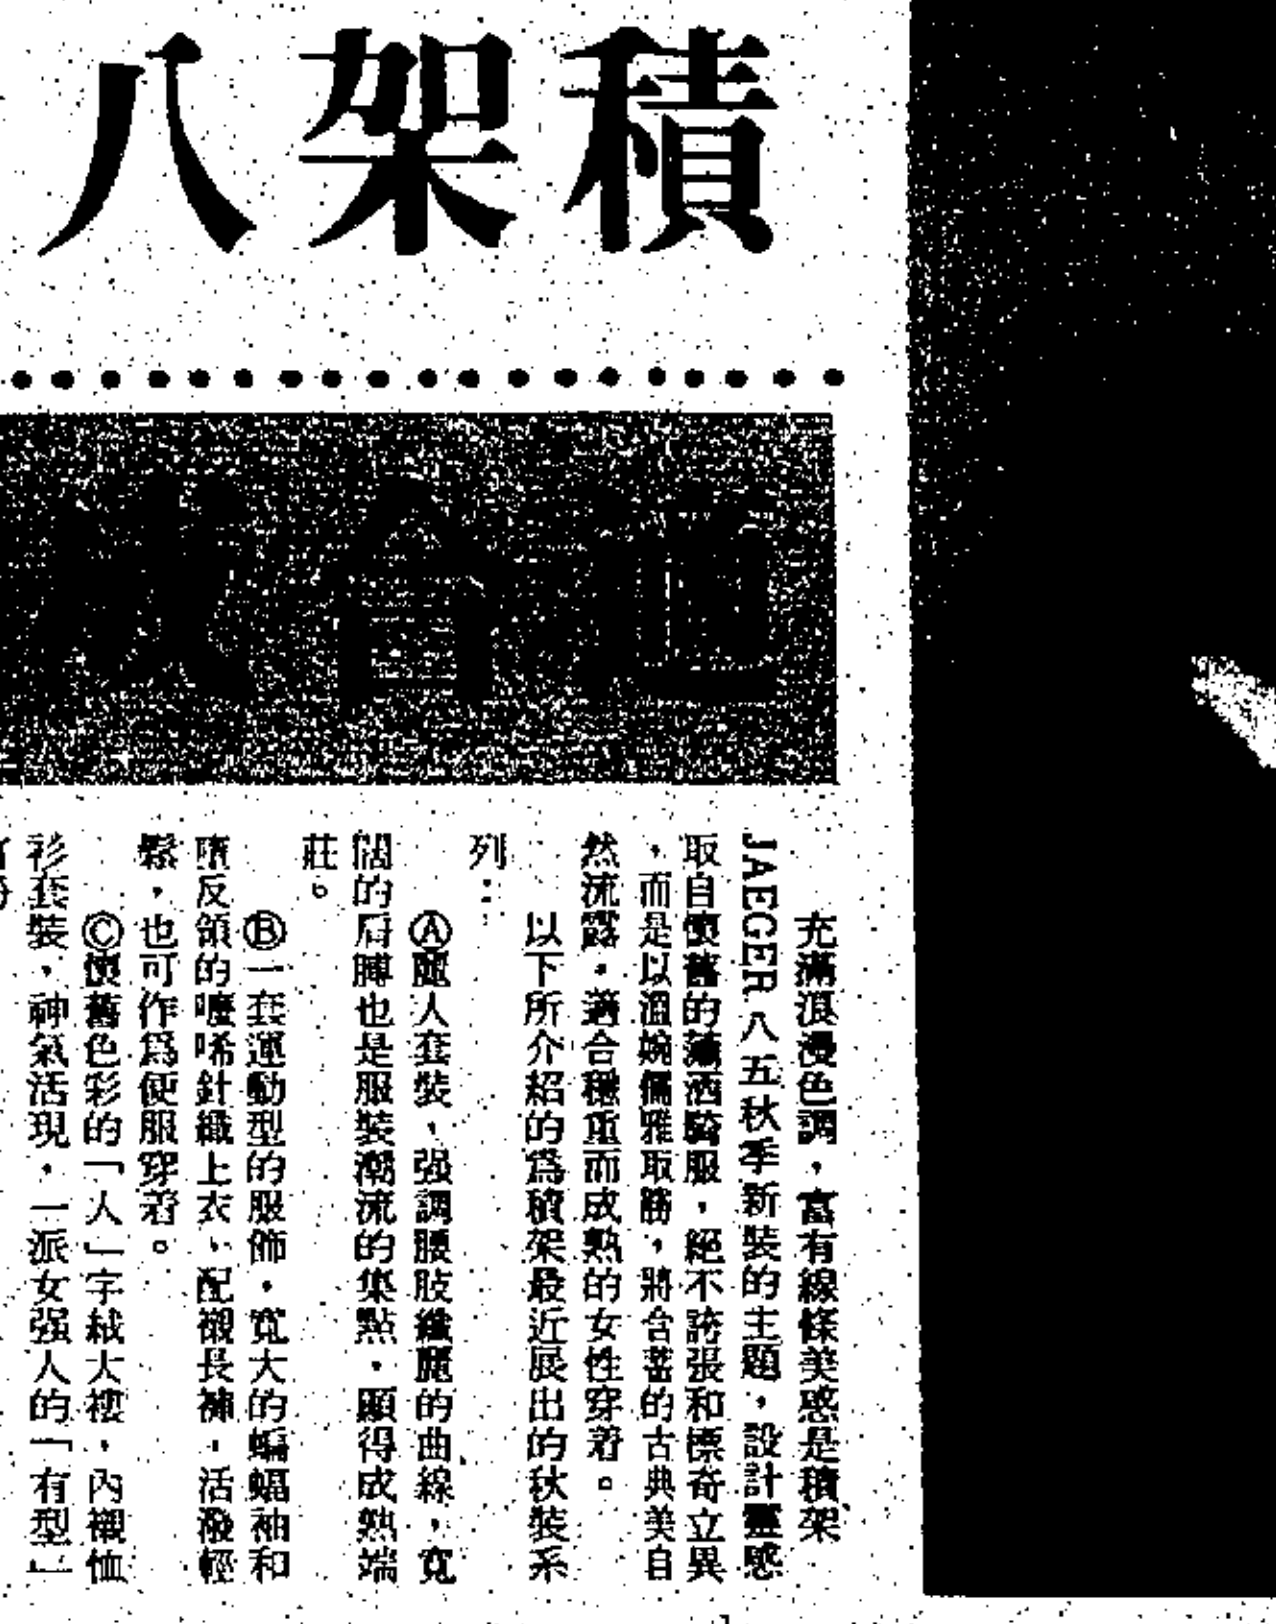 積架八
適合成
充滿浪漫色調，富有線條美感是積架
JAEGER八五秋季新裝的主題，設計靈感
取自懷舊的瀟洒騎服，絕不誇張和標奇立異
，而是以溫婉儒雅取勝，將含蓄的古典美自
然流露，適合穩重而成熟的女性穿着。
以下所介紹的爲積架最近展出的秋裝系
列：
Ⓐ麗人套裝，强調腰肢纖麗的曲線，寬
闊的肩膊也是服裝潮流的集點，顯得成熟端
莊。
Ⓑ一套運動型的服飾，寬大的蝙蝠袖和
墮反領的嚒唏針織上衣，配襯長褲，活潑輕
鬆，也可作爲便服穿着。
Ⓒ懷舊色彩的「人」字絨大褸，內襯恤
衫套裝，神氣活現，一派女强人的「有型」